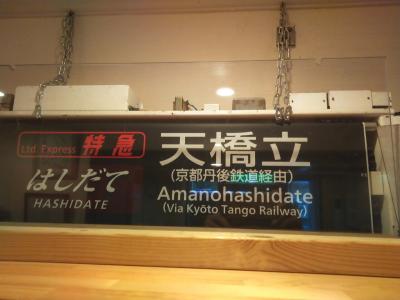 Ltd. Express 特急
はしだて
HASHIDATE
天橋立
(京都丹後鉄道経由)
Amanohashidate
(Via Kyōto Tango Railway)